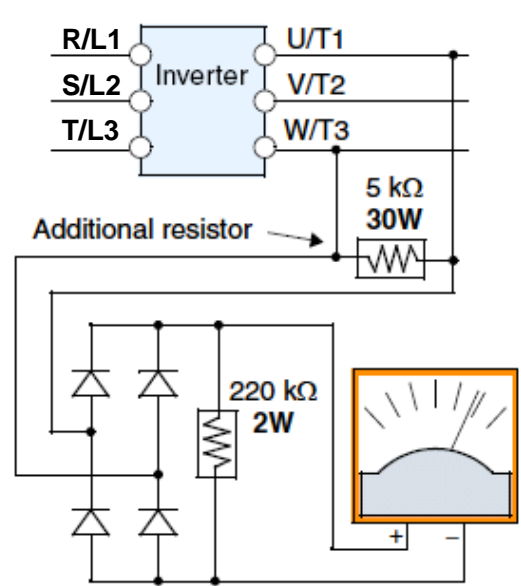 R/L1
U/T1
Inverter
S/L2
V/T2
T/L3
W/T3
5 kΩ
30W
Additional resistor
220 kΩ
2W
+
−